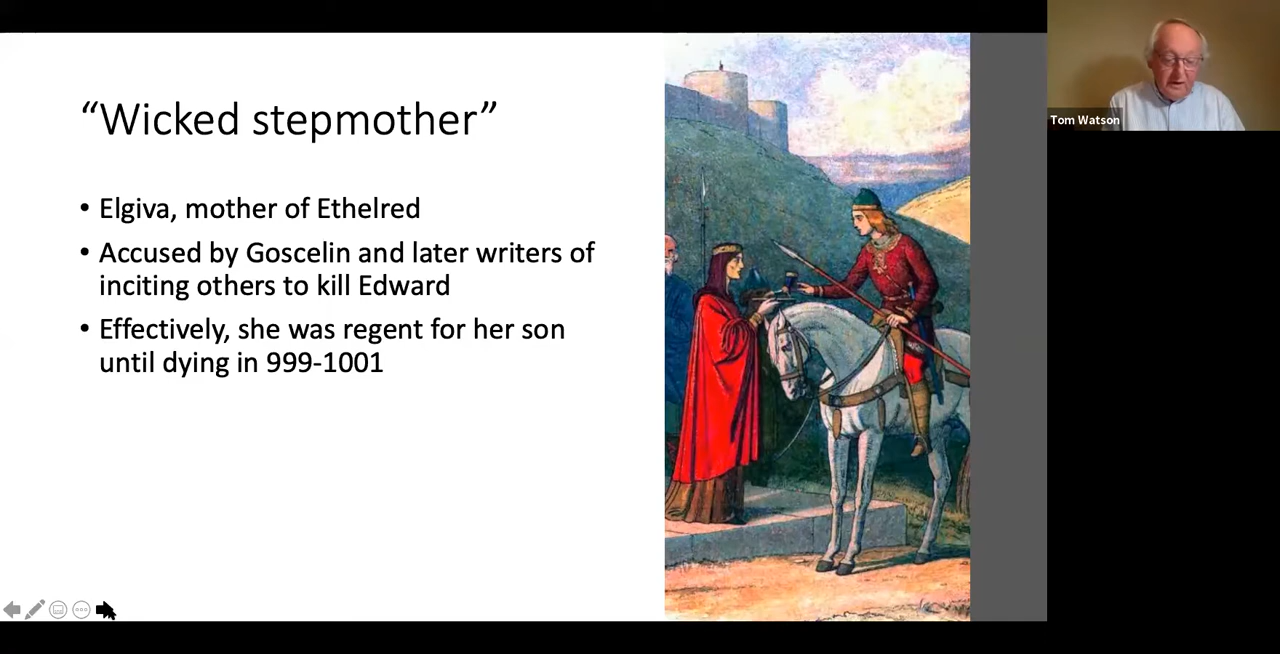 “Wicked stepmother”
• Elgiva, mother of Ethelred
• Accused by Goscelin and later writers of
inciting others to kill Edward
• Effectively, she was regent for her son
until dying in 999-1001
Tom Watson